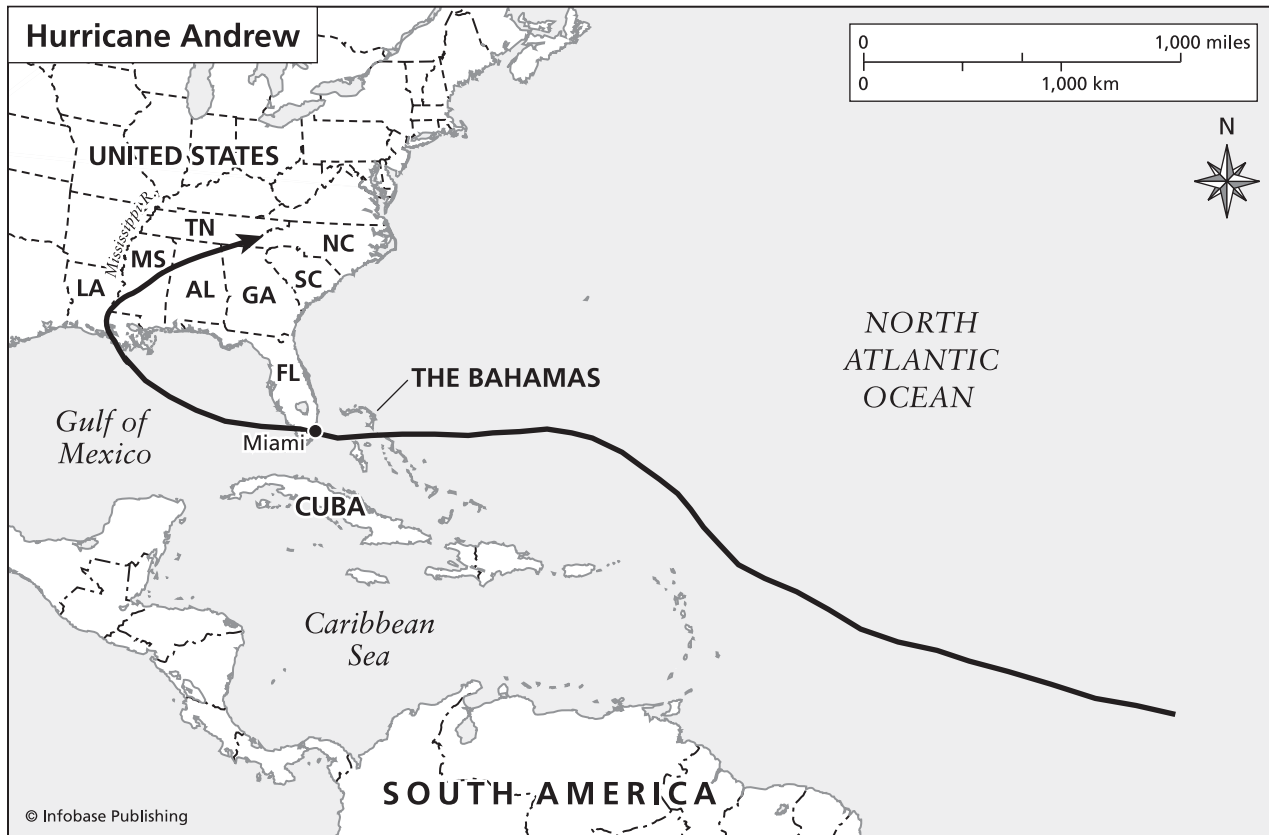 Hurricane Andrew
0 1,000 miles
0 1,000 km
N
UNITED STATES
Mississippi R.
TN
NC
MS
SC
LA
AL
GA
NORTH
ATLANTIC
OCEAN
FL
THE BAHAMAS
Gulf of
Mexico
Miami
CUBA
Caribbean
Sea
SOUTH AMERICA
© Infobase Publishing